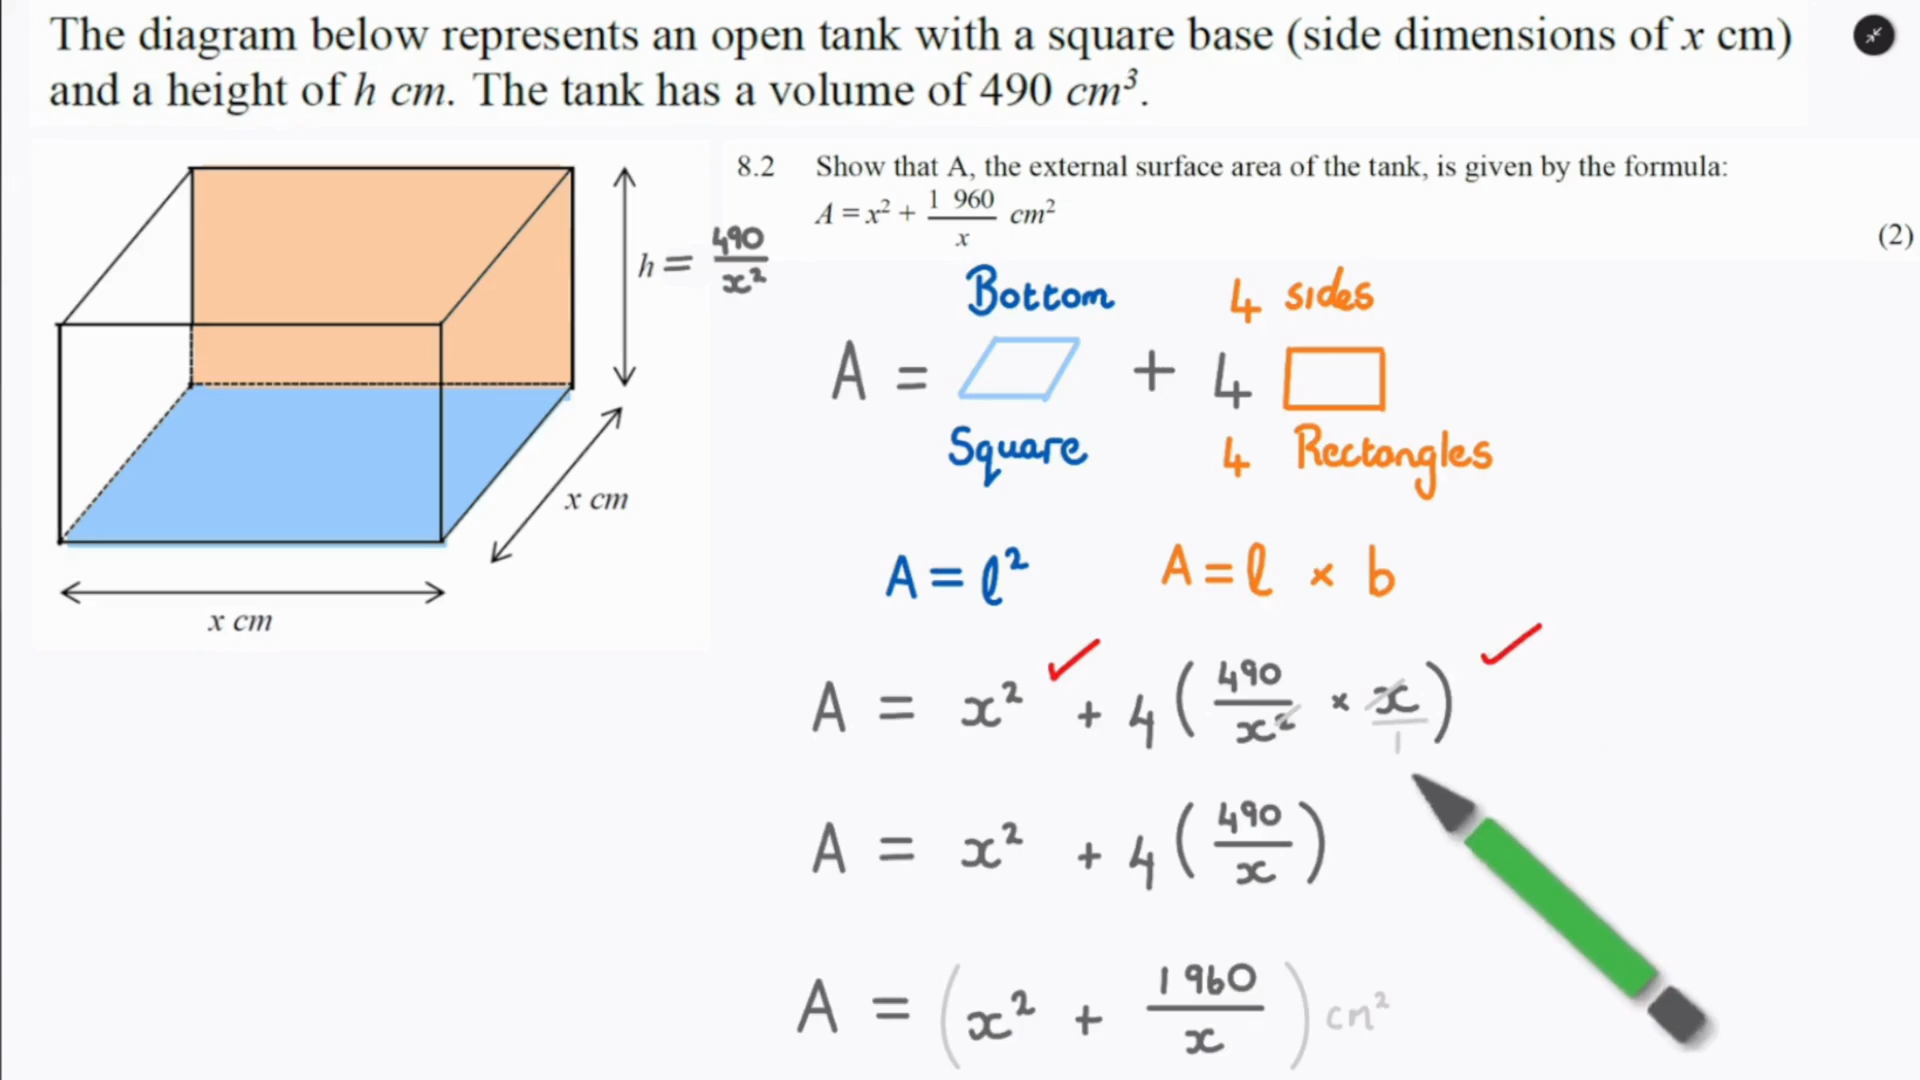 The diagram below represents an open tank with a square base (side dimensions of x cm)
and a height of h cm. The tank has a volume of 490 cm³.
8.2 Show that A, the external surface area of the tank, is given by the formula:
A = x² + 1 960/x cm²
(2)
h = 490/x²
x cm
x cm
Bottom 4 sides
A = + 4
Square 4 Rectangles
A = l² A = l × b
A = x² + 4(490/x² × x/1)
A = x² + 4(490/x)
A = (x² + 1 960/x) cm²